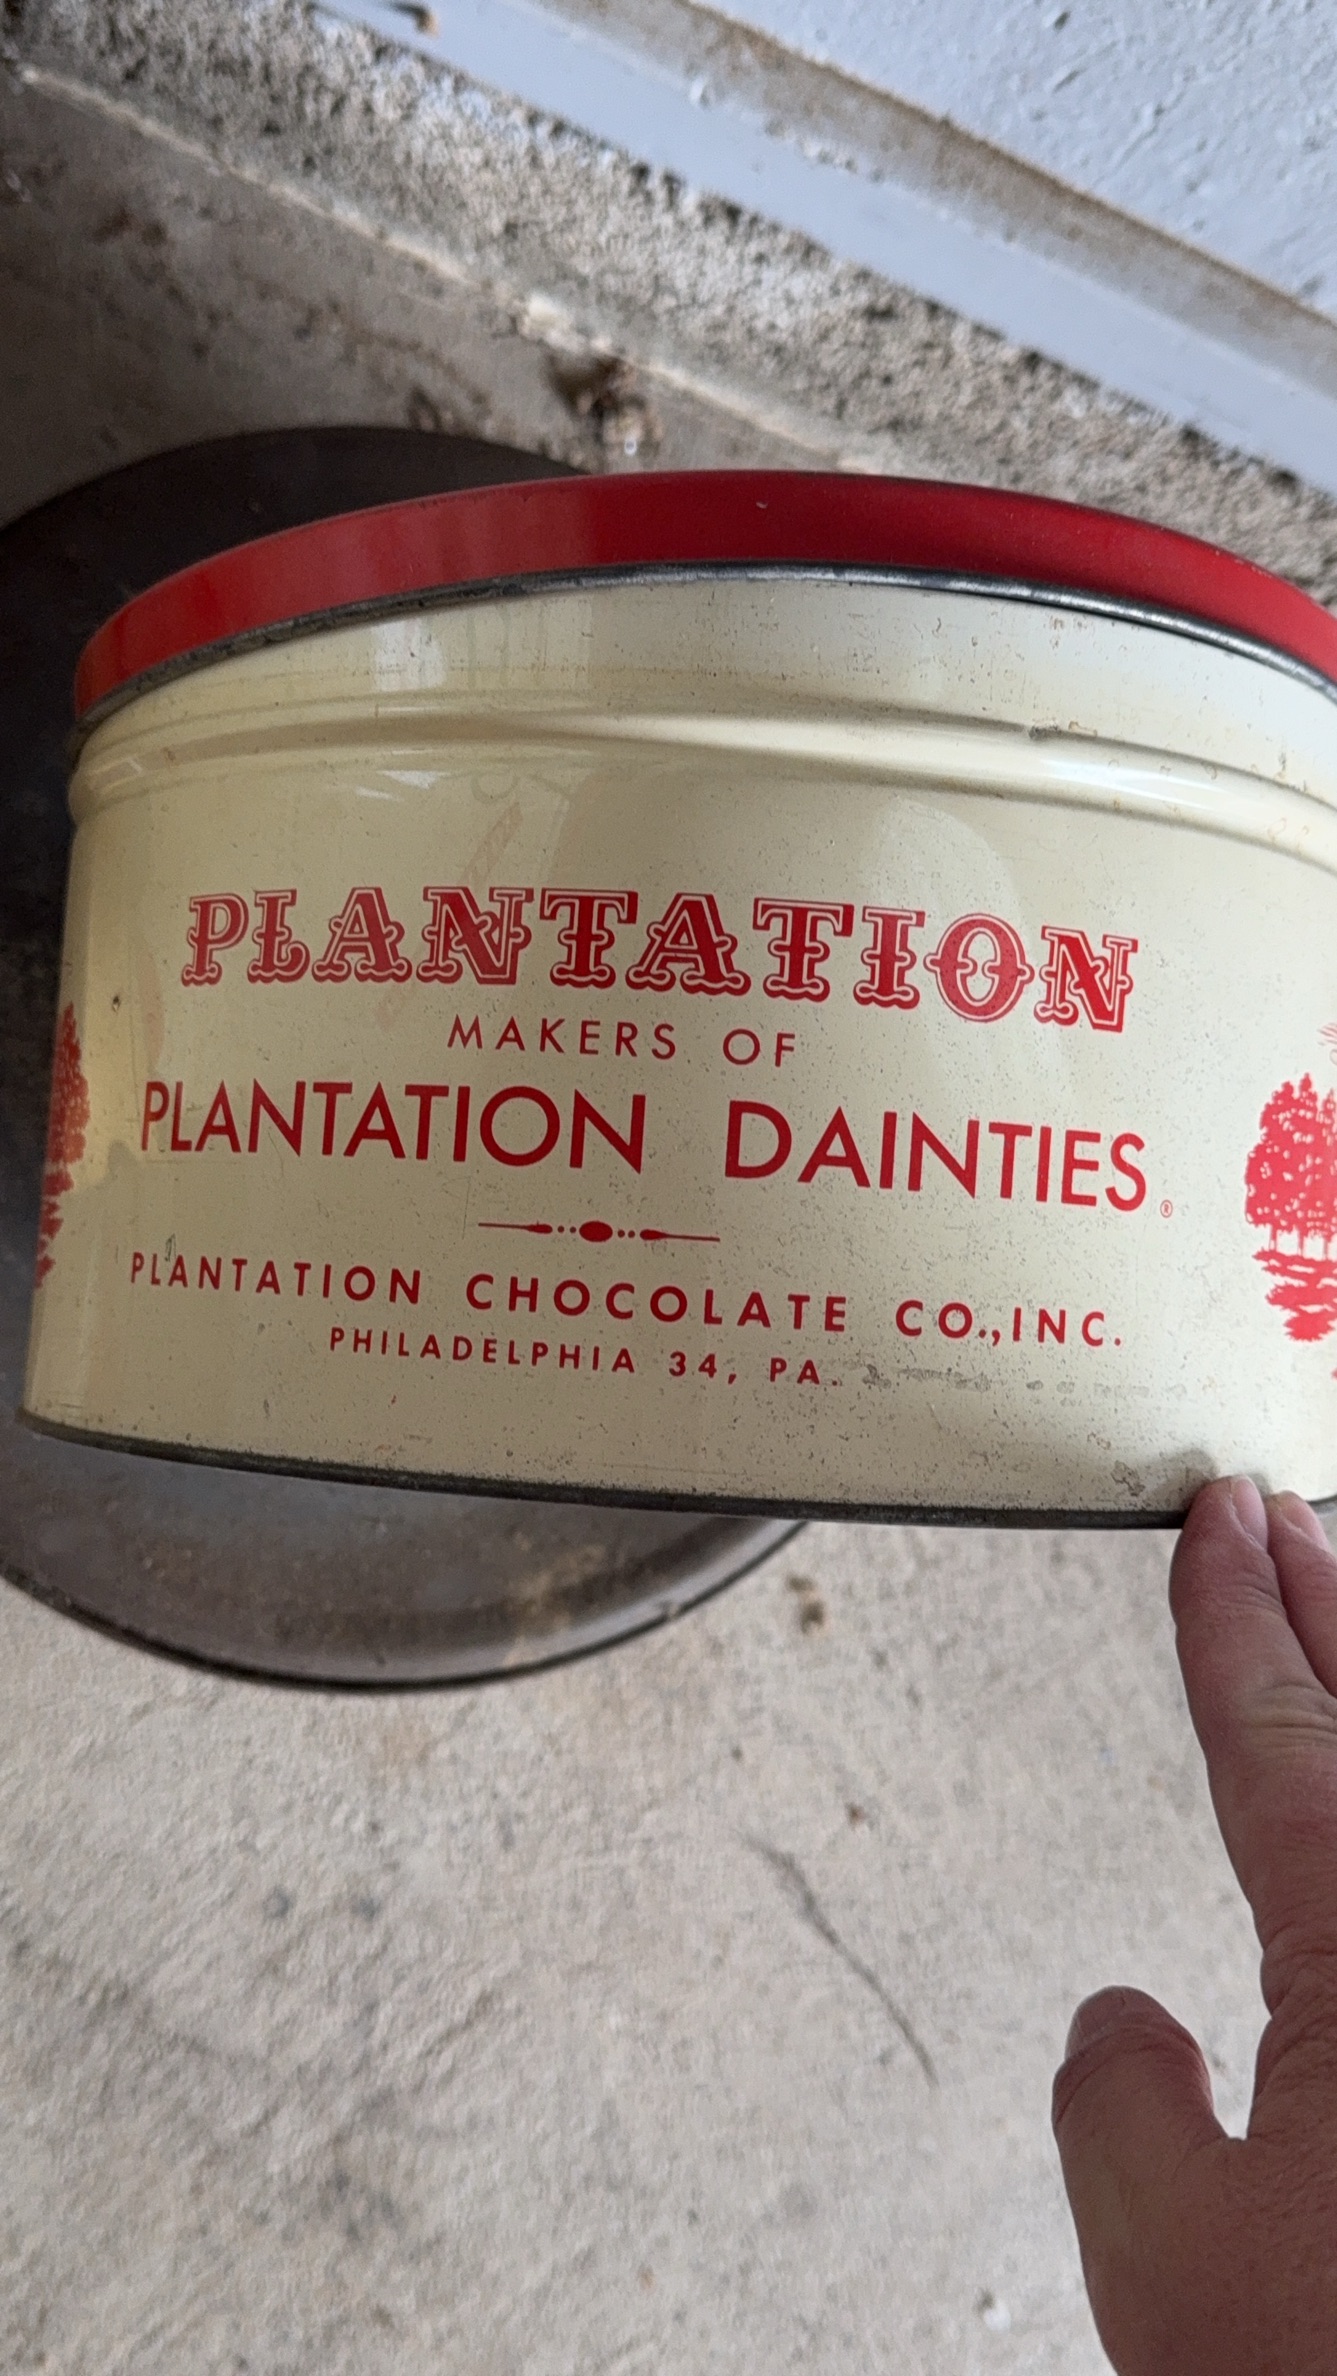 PLANTATION
MAKERS OF
PLANTATION DAINTIES®
PLANTATION CHOCOLATE CO., INC.
PHILADELPHIA 34, PA.